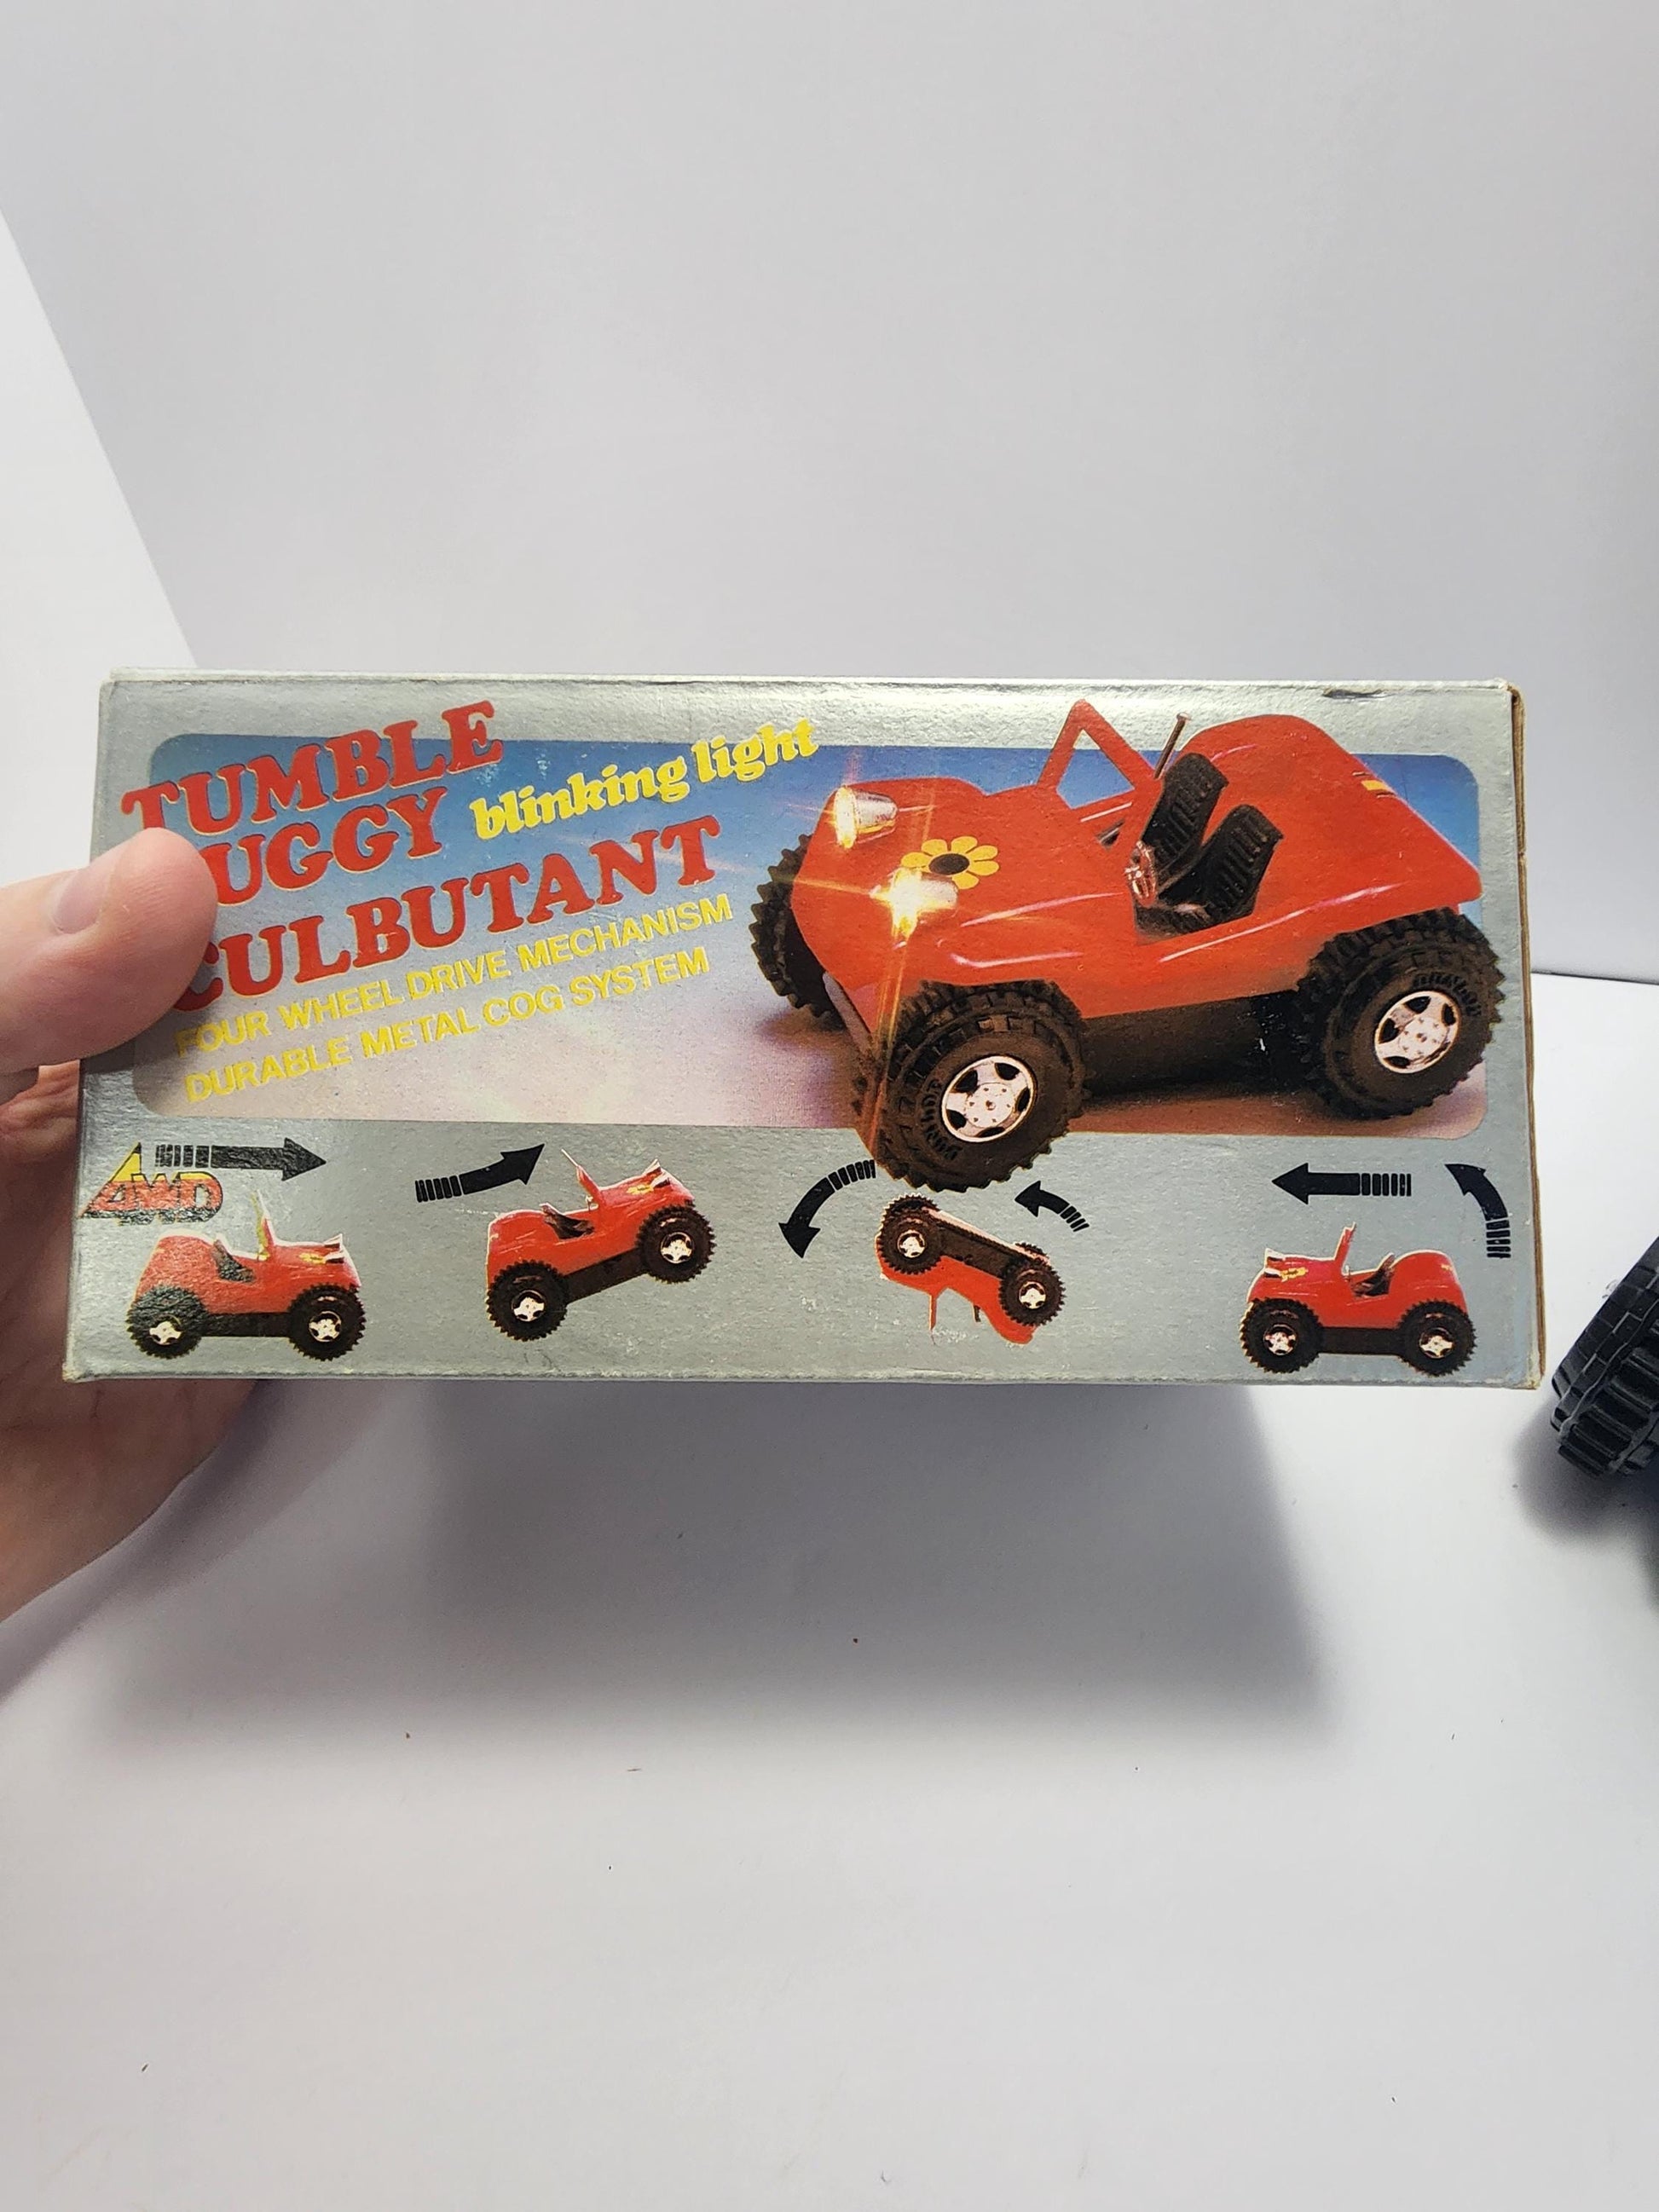 TUMBLE
UGGY blinking light
CULBUTANT
FOUR WHEEL DRIVE MECHANISM
DURABLE METAL COG SYSTEM
4WD